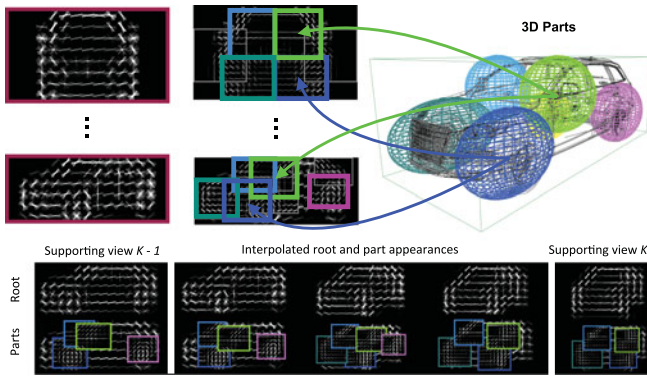 3D Parts
Supporting view K - 1
Interpolated root and part appearances
Supporting view K
Root
Parts